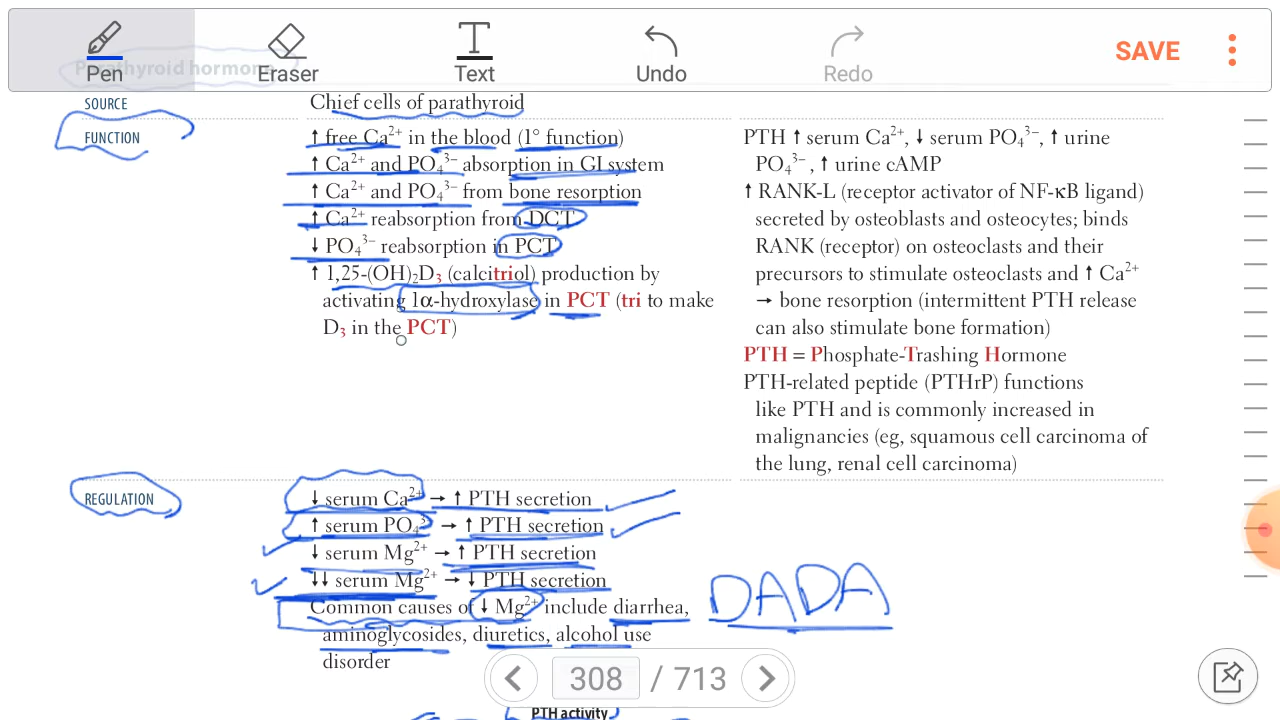 Pen
Eraser
Text
Undo
Redo
SAVE
Parathyroid hormone
SOURCE
Chief cells of parathyroid
FUNCTION
↑ free Ca²⁺ in the blood (1° function)
↑ Ca²⁺ and PO₄³⁻ absorption in GI system
↑ Ca²⁺ and PO₄³⁻ from bone resorption
↑ Ca²⁺ reabsorption from DCT
↓ PO₄³⁻ reabsorption in PCT
↑ 1,25-(OH)₂D₃ (calcitriol) production by
activating 1α-hydroxylase in PCT (tri to make
D₃ in the PCT)
PTH ↑ serum Ca²⁺, ↓ serum PO₄³⁻, ↑ urine
PO₄³⁻, ↑ urine cAMP
↑ RANK-L (receptor activator of NF-κB ligand)
secreted by osteoblasts and osteocytes; binds
RANK (receptor) on osteoclasts and their
precursors to stimulate osteoclasts and ↑ Ca²⁺
→ bone resorption (intermittent PTH release
can also stimulate bone formation)
PTH = Phosphate-Trashing Hormone
PTH-related peptide (PTHrP) functions
like PTH and is commonly increased in
malignancies (eg, squamous cell carcinoma of
the lung, renal cell carcinoma)
REGULATION
↓ serum Ca²⁺ → ↑ PTH secretion
↑ serum PO₄³⁻ → ↑ PTH secretion
↓ serum Mg²⁺ → ↑ PTH secretion
↓↓ serum Mg²⁺ → ↓ PTH secretion
Common causes of ↓ Mg²⁺ include diarrhea,
aminoglycosides, diuretics, alcohol use
disorder
DADA
308 / 713
PTH activity